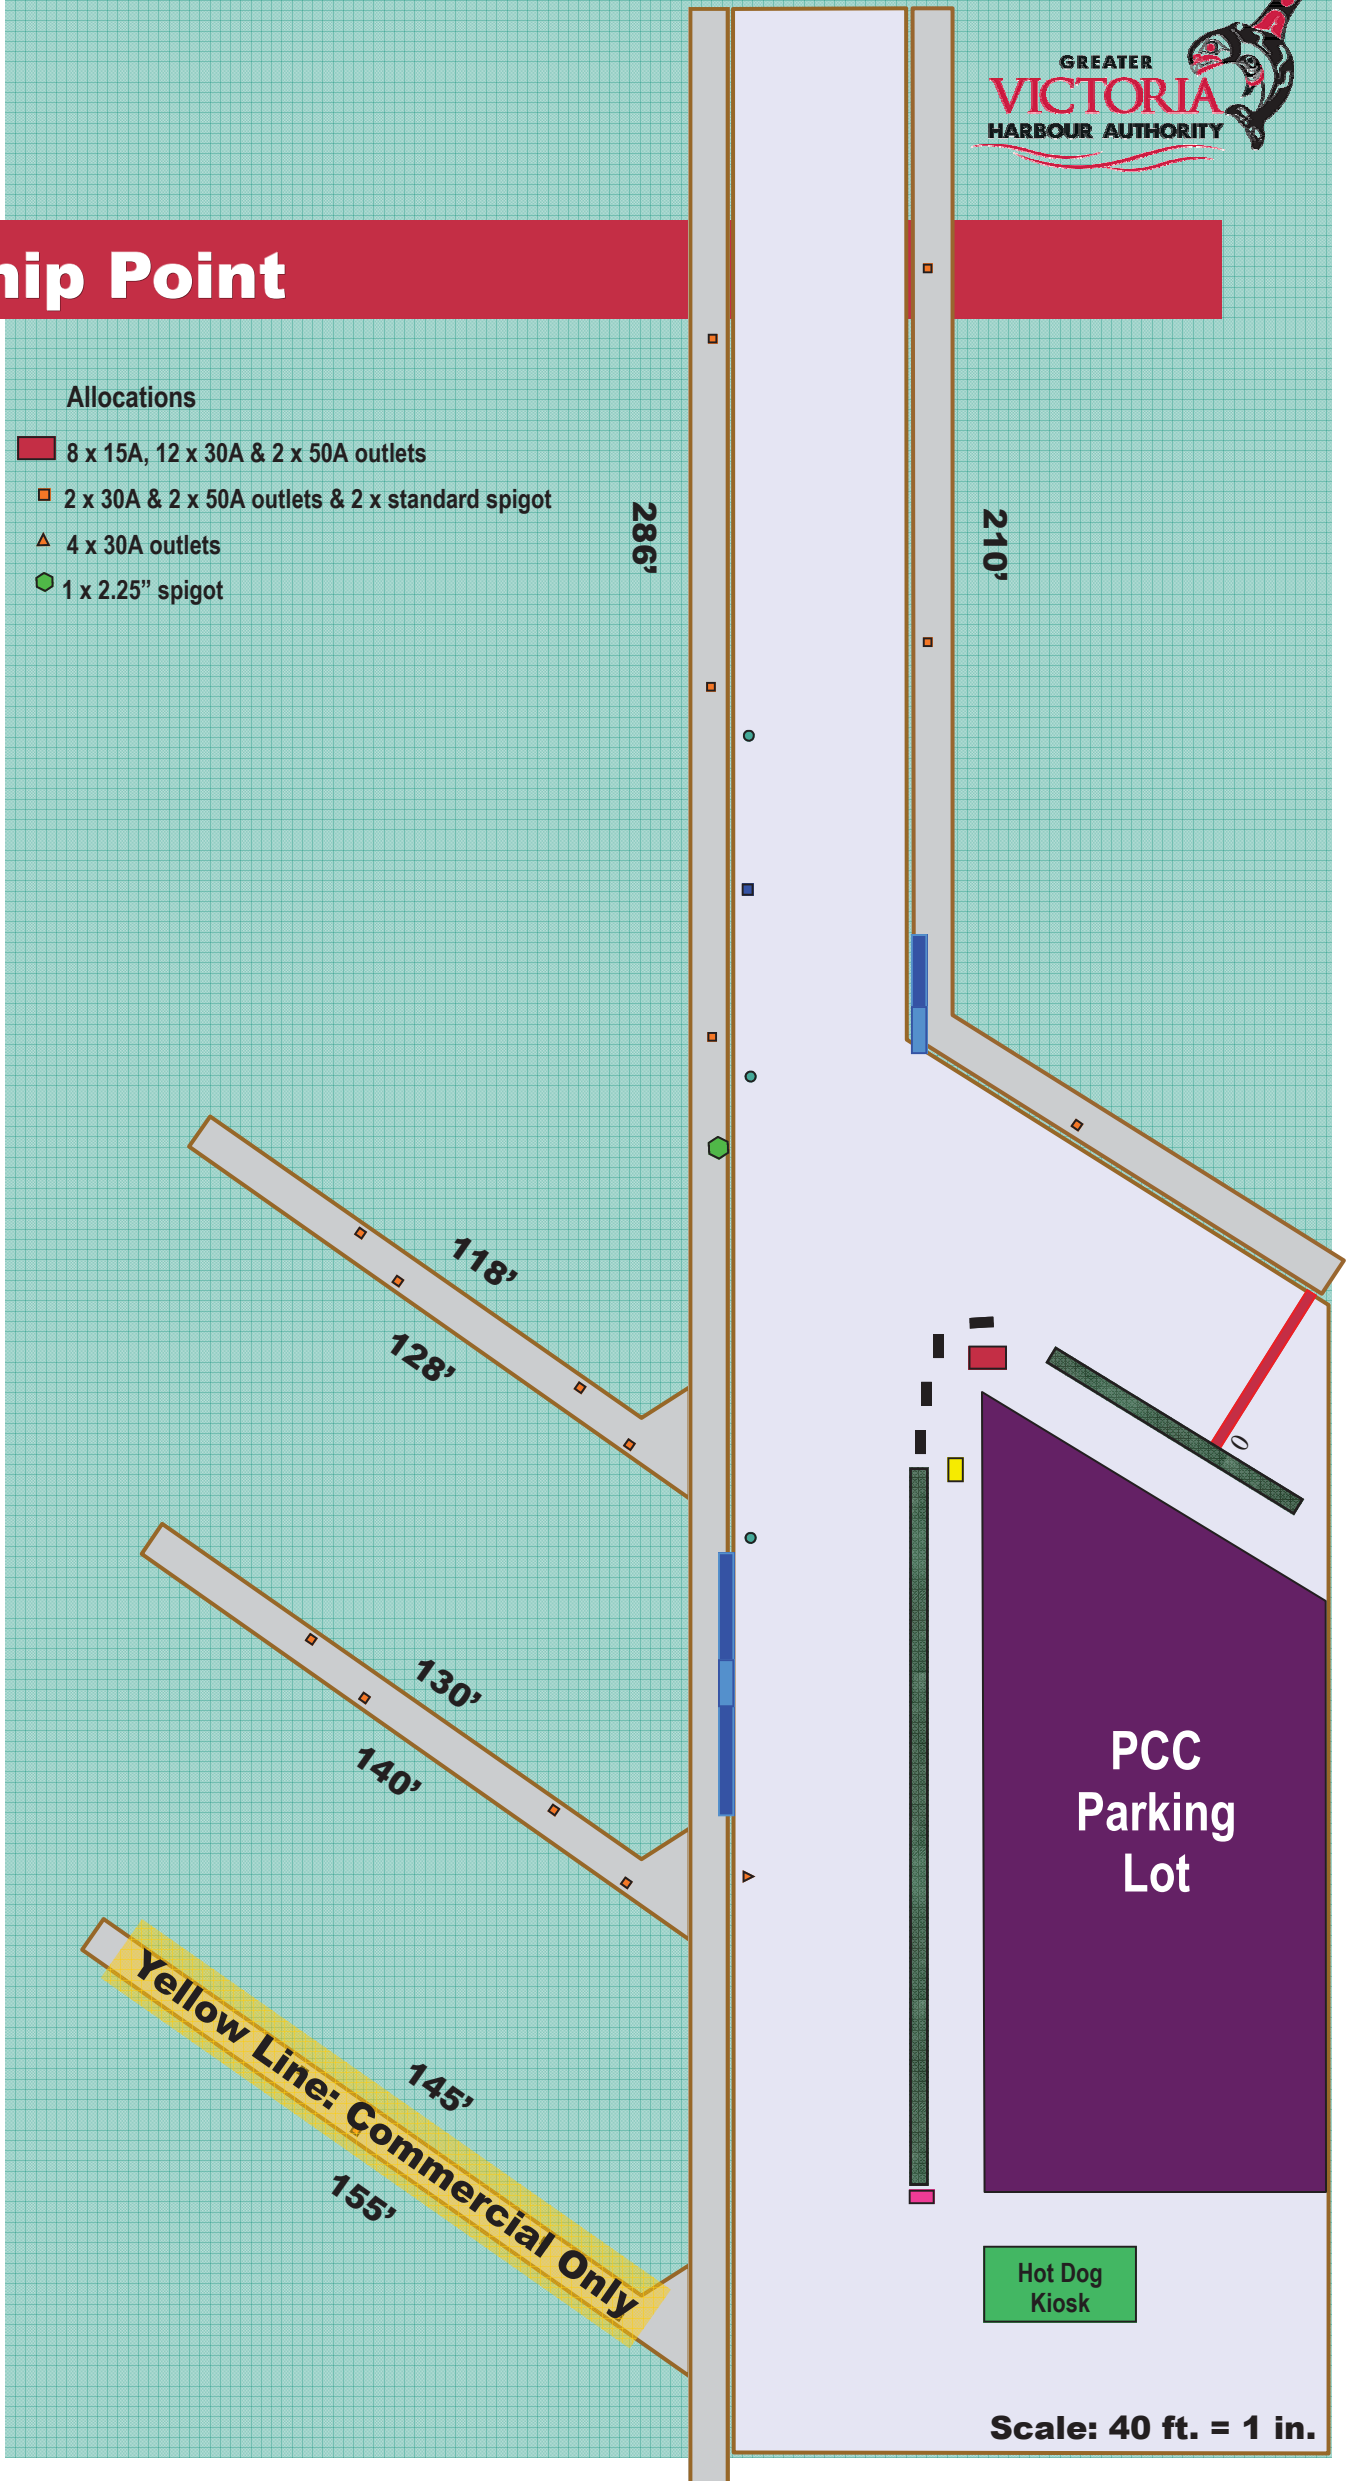 GREATER
VICTORIA
HARBOUR AUTHORITY
hip Point
Allocations
8 x 15A, 12 x 30A & 2 x 50A outlets
2 x 30A & 2 x 50A outlets & 2 x standard spigot
4 x 30A outlets
1 x 2.25” spigot
286’
210’
118’
128’
130’
140’
145’
Yellow Line: Commercial Only
155’
PCC
Parking
Lot
Hot Dog
Kiosk
Scale: 40 ft. = 1 in.